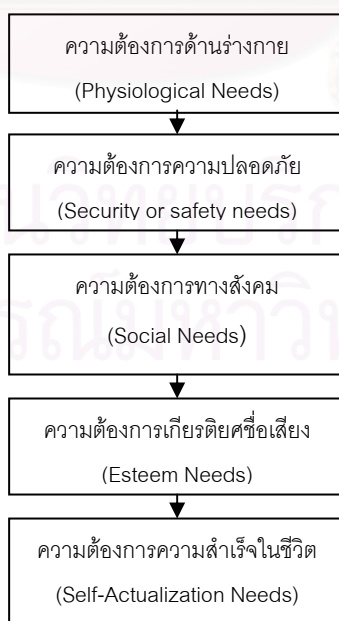 ความต้องการด้านร่างกาย
(Physiological Needs)
ความต้องการความปลอดภัย
(Security or safety needs)
ความต้องการทางสังคม
(Social Needs)
ความต้องการเกียรติยศชื่อเสียง
(Esteem Needs)
ความต้องการความสำเร็จในชีวิต
(Self-Actualization Needs)